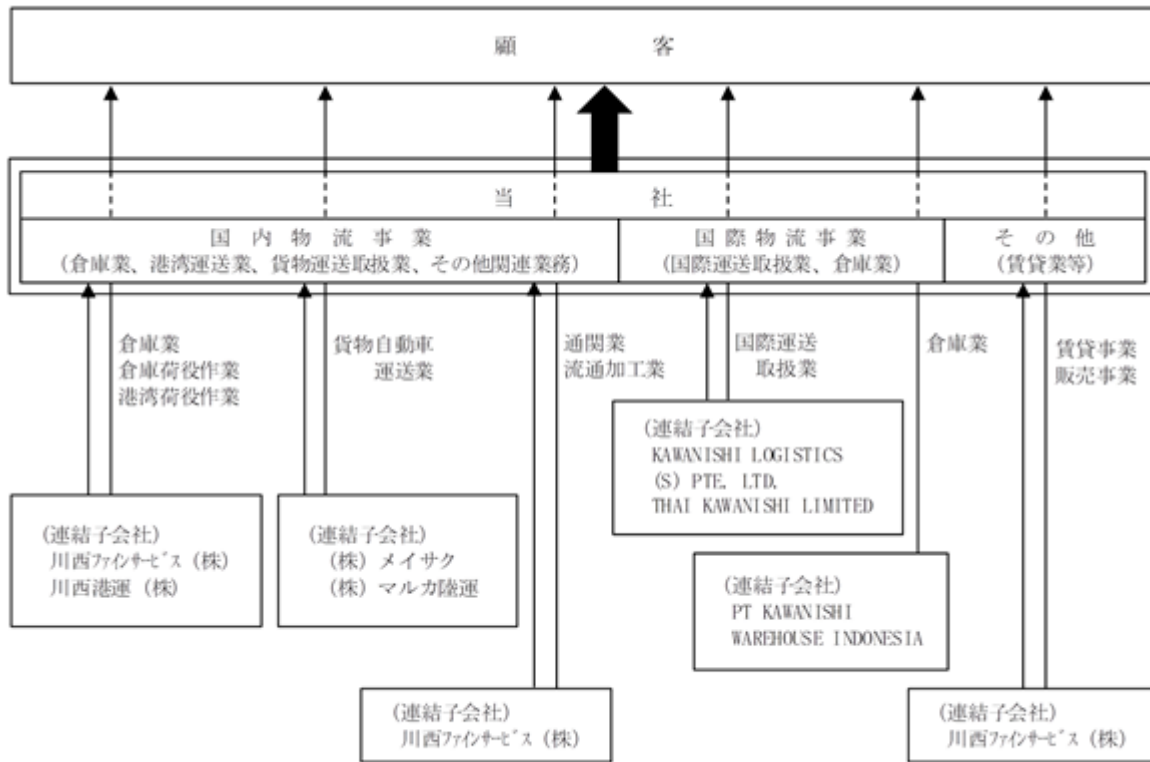 顧客
当社
国内物流事業
(倉庫業、港湾運送業、貨物運送取扱業、その他関連業務)
国際物流事業
(国際運送取扱業、倉庫業)
その他
(賃貸業等)
倉庫業
倉庫荷役作業
港湾荷役作業
貨物自動車
運送業
通関業
流通加工業
国際運送
取扱業
倉庫業
賃貸事業
販売事業
(連結子会社)
KAWANISHI LOGISTICS
(S) PTE. LTD.
THAI KAWANISHI LIMITED
(連結子会社)
川西ファインサービス (株)
川西港運 (株)
(連結子会社)
(株) メイサク
(株) マルカ陸運
(連結子会社)
PT KAWANISHI
WAREHOUSE INDONESIA
(連結子会社)
川西ファインサービス (株)
(連結子会社)
川西ファインサービス (株)